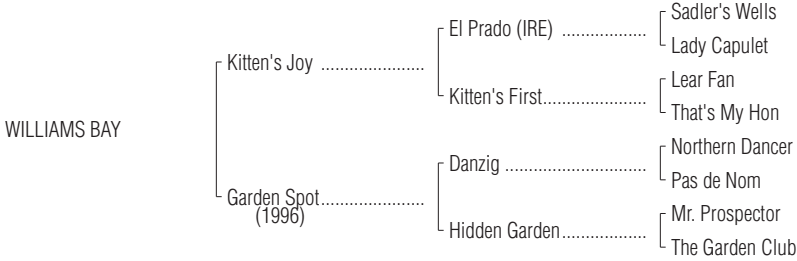 Sadler's Wells
El Prado (IRE) ..................
Lady Capulet
Kitten's Joy ......................
Lear Fan
Kitten's First......................
That's My Hon
WILLIAMS BAY
Northern Dancer
Danzig ..............................
Pas de Nom
Garden Spot......................
(1996)
Mr. Prospector
Hidden Garden..................
The Garden Club